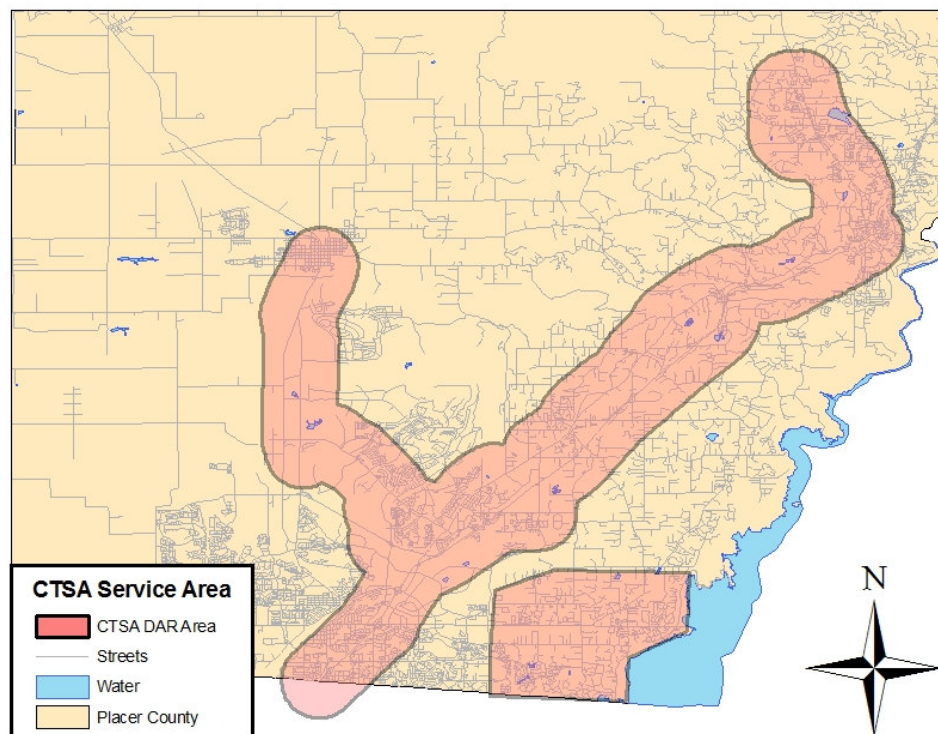 N
CTSA Service Area
CTSA DAR Area
Streets
Water
Placer County